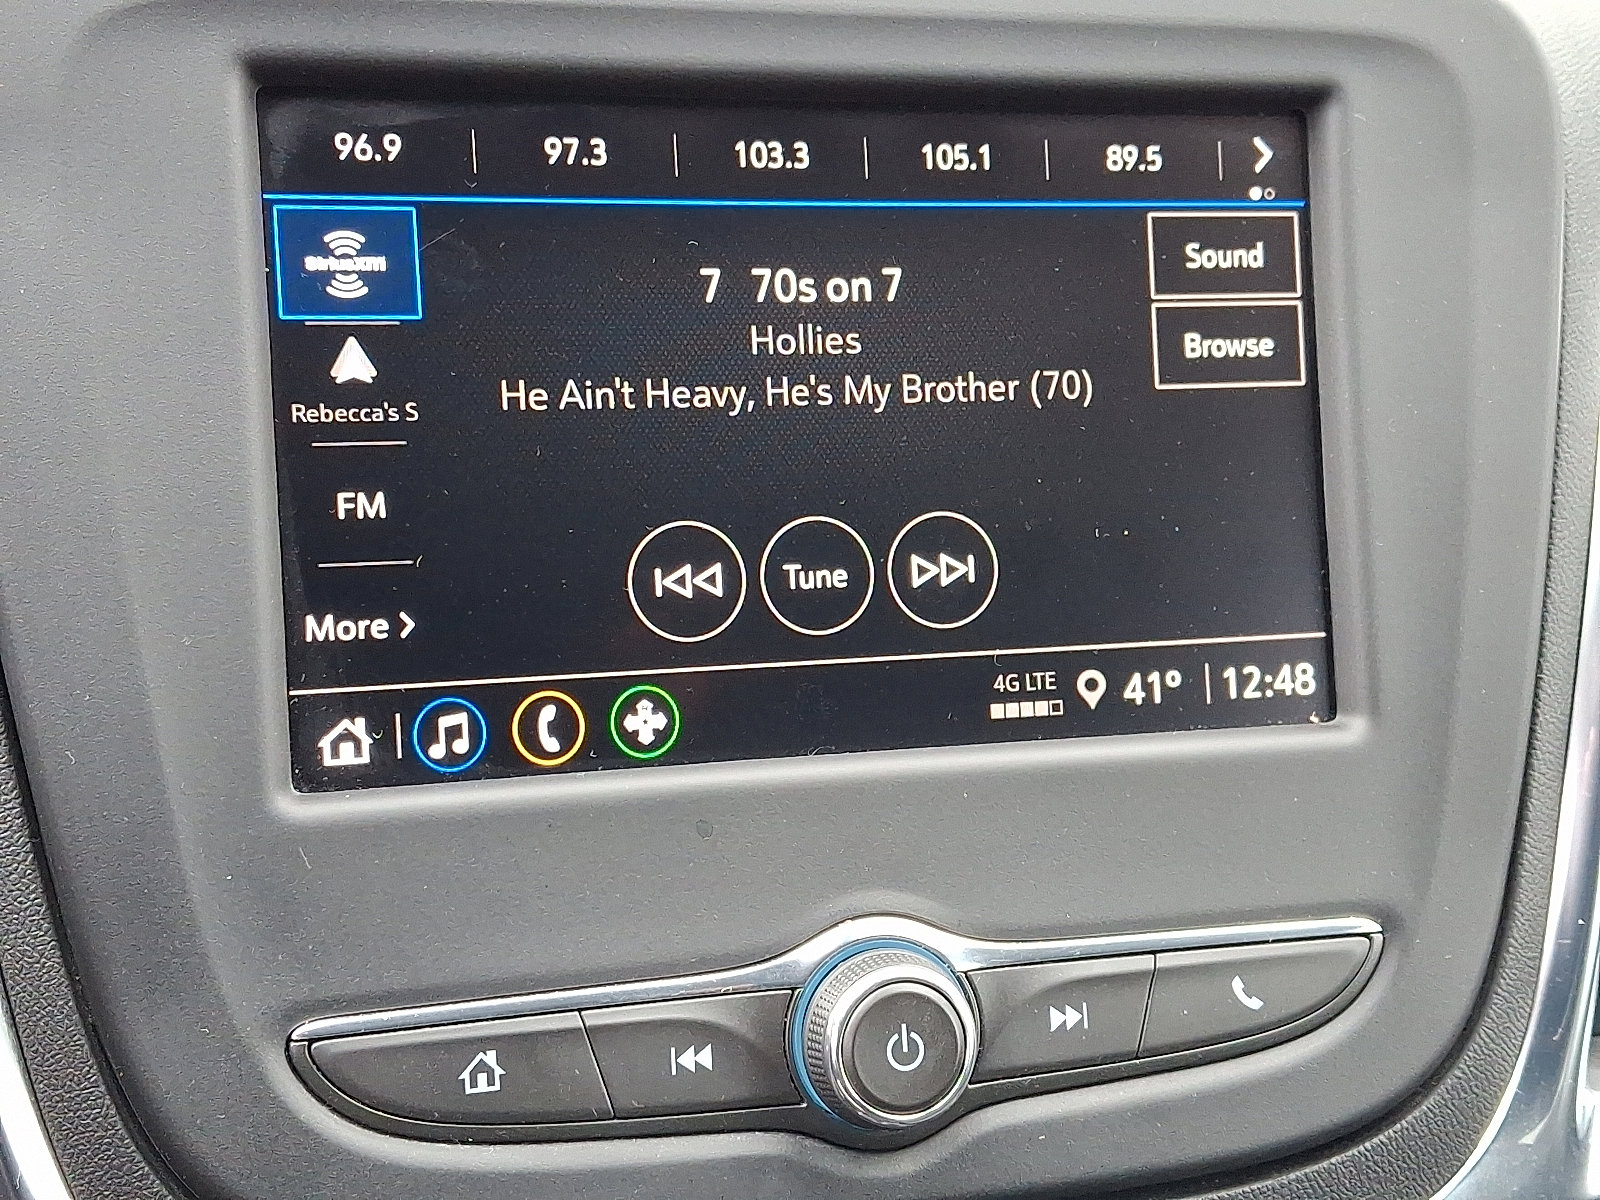 96.9 | 97.3 | 103.3 | 105.1 | 89.5
SiriusXM
7 70s on 7
Hollies
He Ain't Heavy, He's My Brother (70)
Sound
Browse
Rebecca's S
FM
More
Tune
4G LTE
41° | 12:48